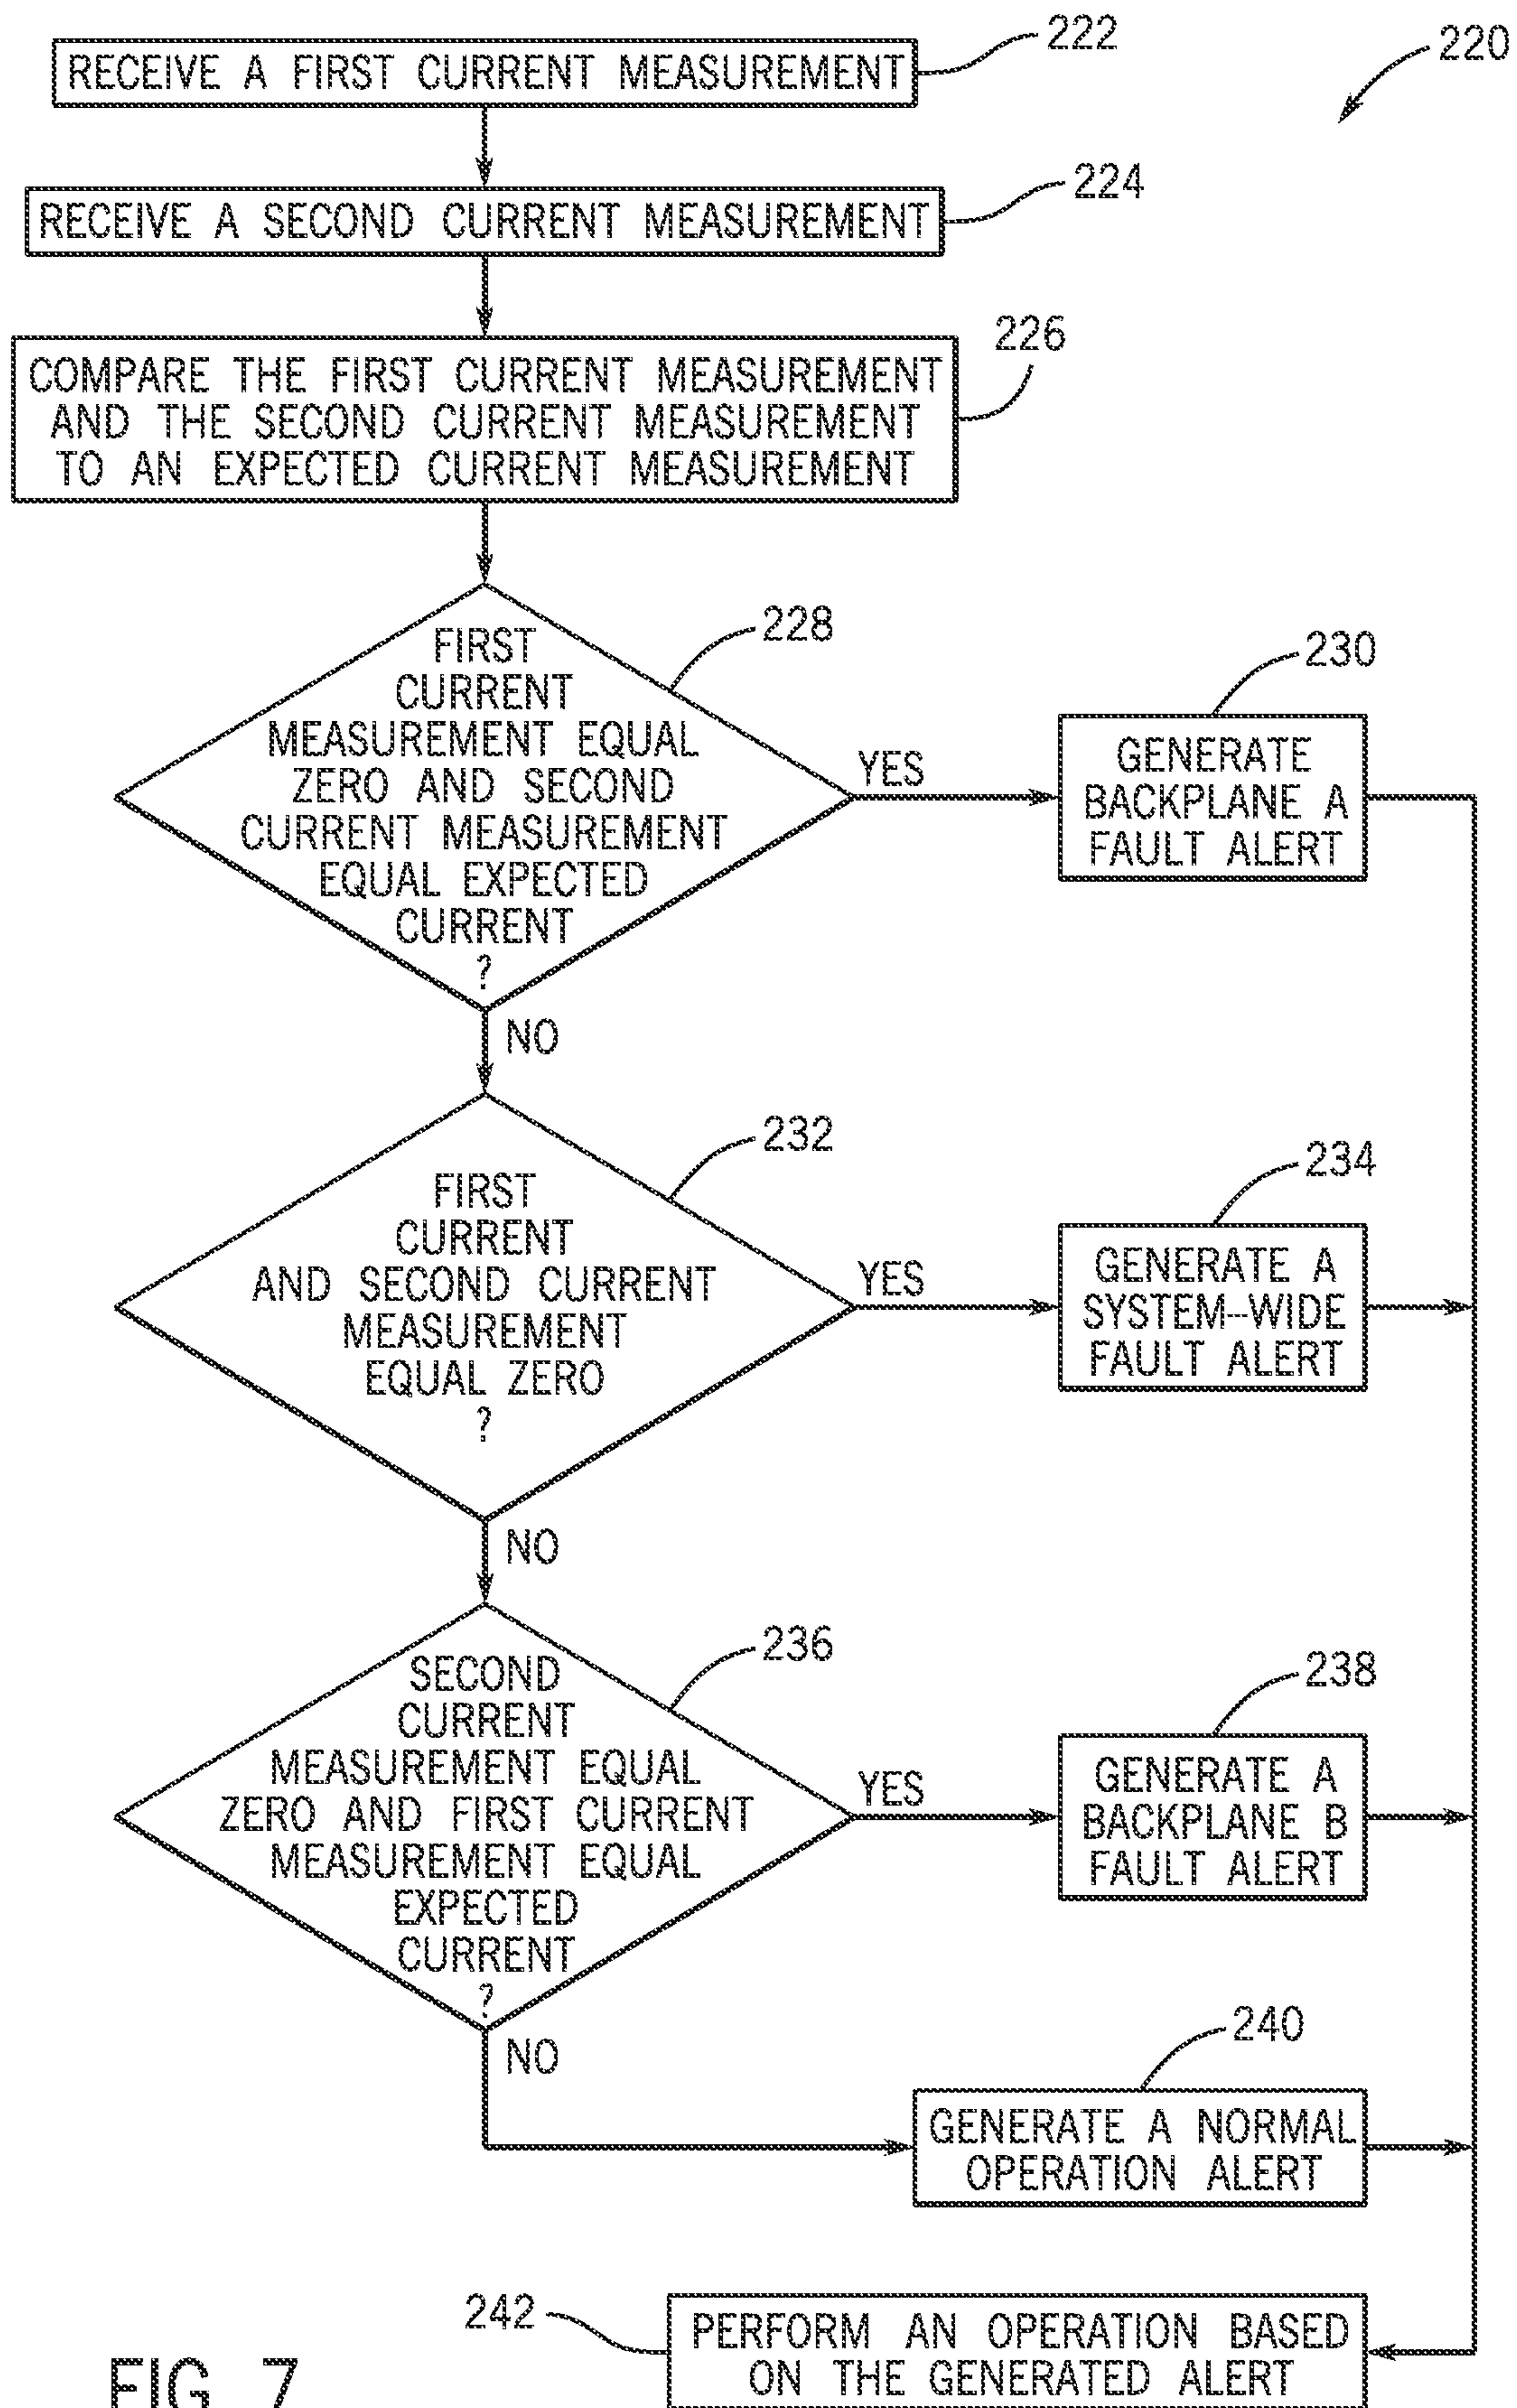 222
220
RECEIVE A FIRST CURRENT MEASUREMENT
224
RECEIVE A SECOND CURRENT MEASUREMENT
226
COMPARE THE FIRST CURRENT MEASUREMENT
AND THE SECOND CURRENT MEASUREMENT
TO AN EXPECTED CURRENT MEASUREMENT
228
FIRST
CURRENT
MEASUREMENT EQUAL
ZERO AND SECOND
CURRENT MEASUREMENT
EQUAL EXPECTED
CURRENT
?
YES
230
GENERATE
BACKPLANE A
FAULT ALERT
NO
232
FIRST
CURRENT
AND SECOND CURRENT
MEASUREMENT
EQUAL ZERO
?
YES
234
GENERATE A
SYSTEM--WIDE
FAULT ALERT
NO
236
SECOND
CURRENT
MEASUREMENT EQUAL
ZERO AND FIRST CURRENT
MEASUREMENT EQUAL
EXPECTED
CURRENT
?
YES
238
GENERATE A
BACKPLANE B
FAULT ALERT
NO
240
GENERATE A NORMAL
OPERATION ALERT
242
PERFORM AN OPERATION BASED
ON THE GENERATED ALERT
FIG. 7